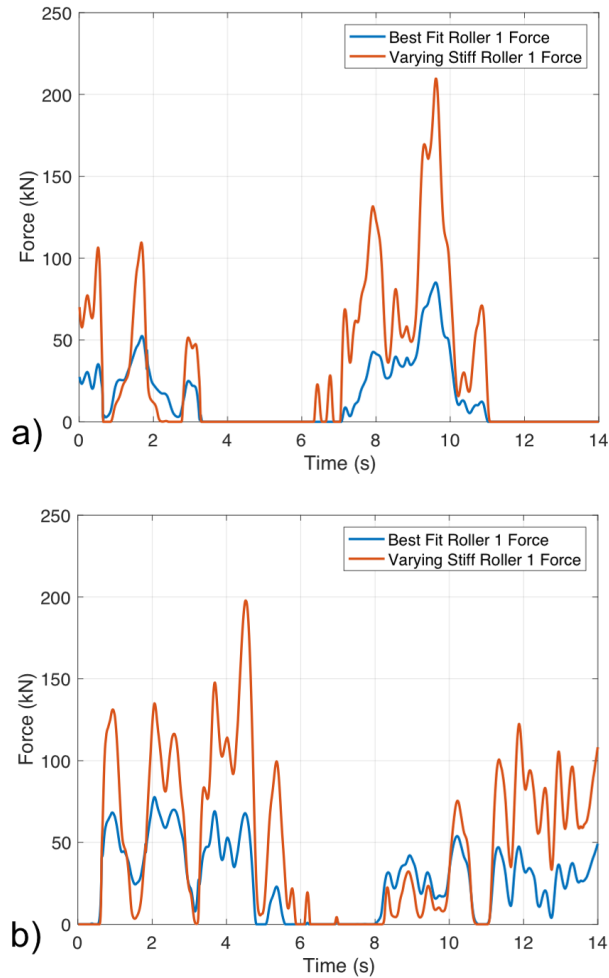 250
200
150
100
50
0
Force (kN)
Best Fit Roller 1 Force
Varying Stiff Roller 1 Force
0 2 4 6 8 10 12 14
Time (s)
a)
250
200
150
100
50
0
Force (kN)
Best Fit Roller 1 Force
Varying Stiff Roller 1 Force
0 2 4 6 8 10 12 14
Time (s)
b)